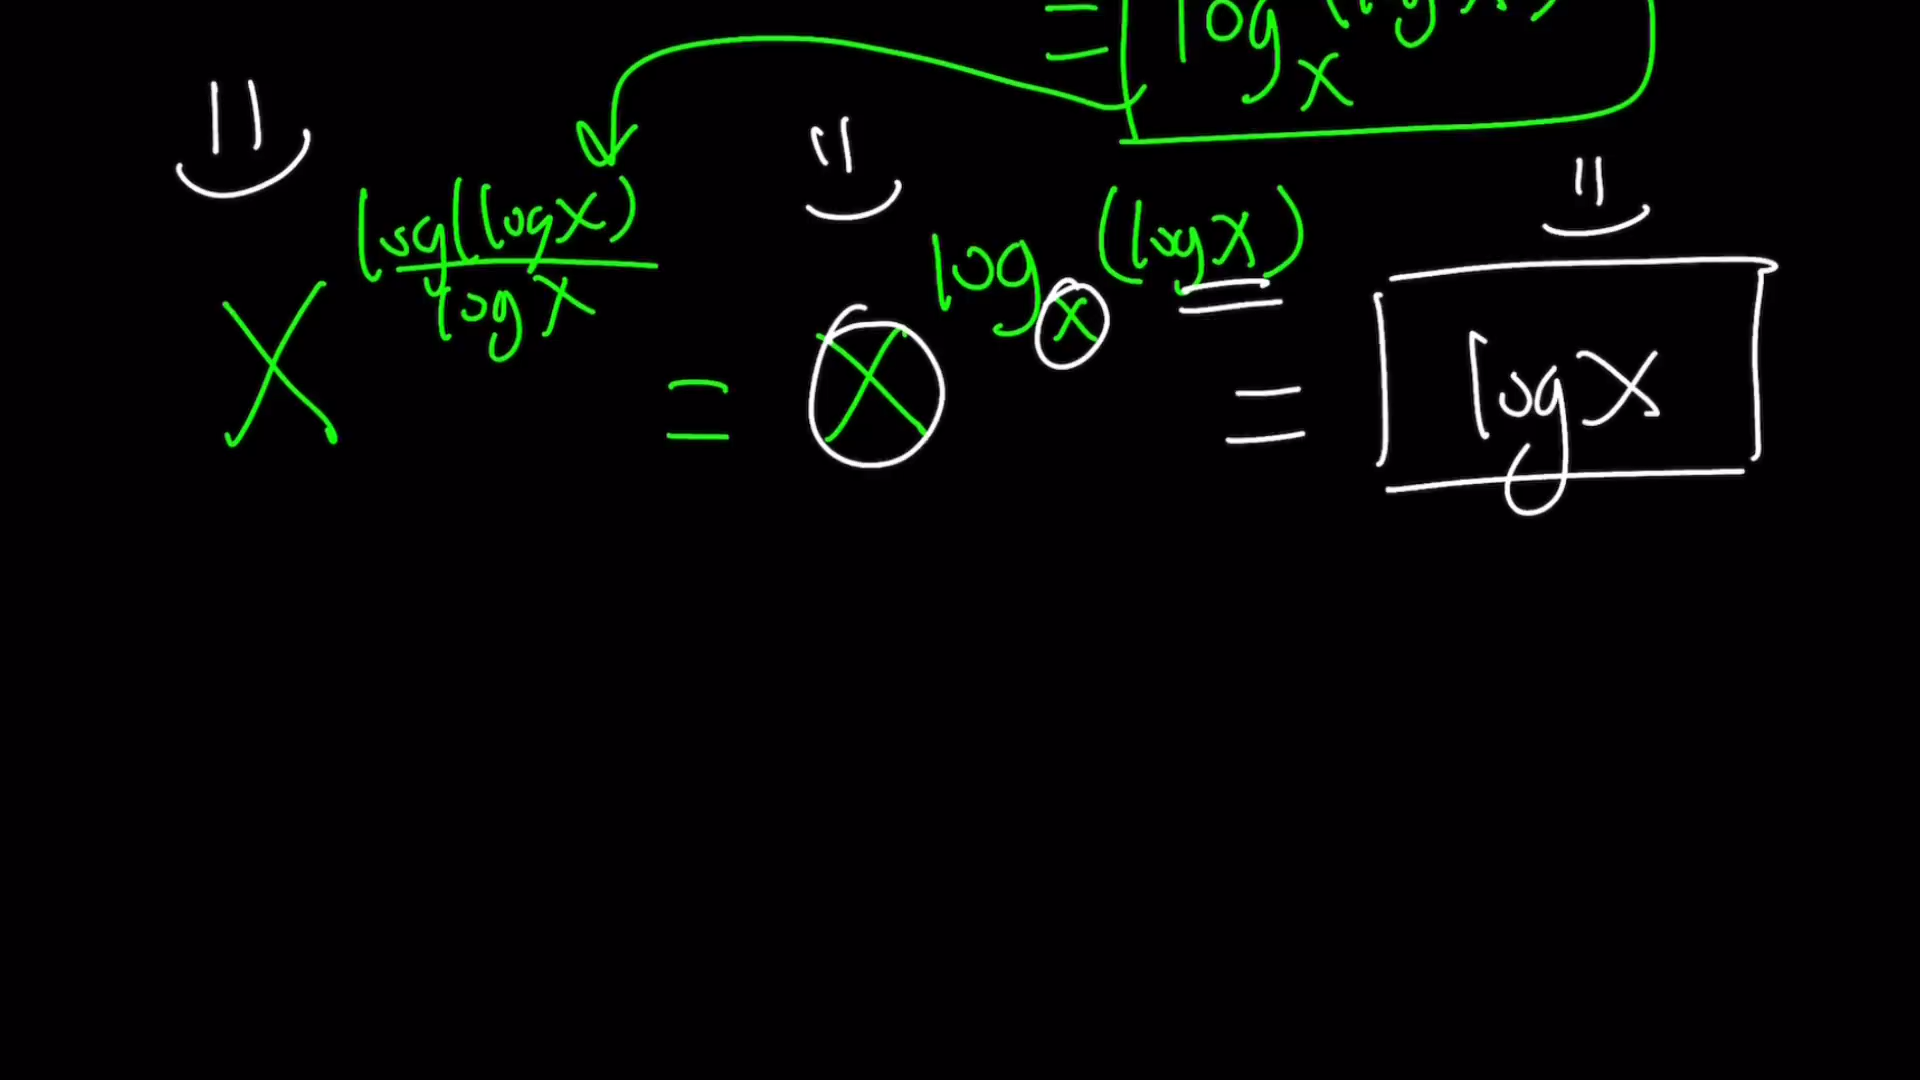 = log_x (log x)
x^(log(log x)/log x) = x^(log_x (log x)) = log x